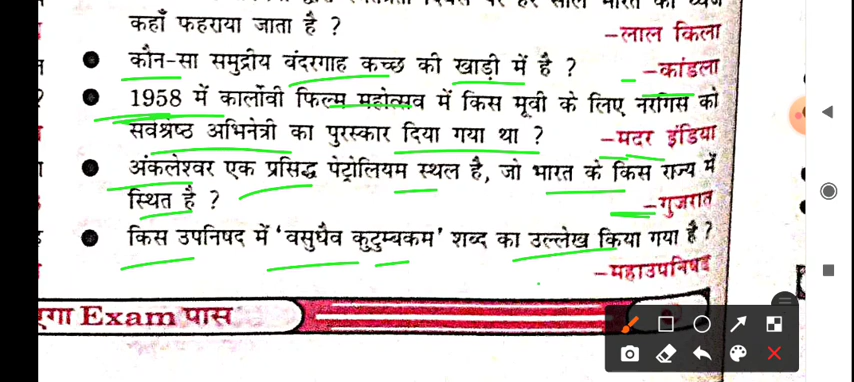 कहाँ फहराया जाता है ?
–लाल किला
● कौन-सा समुद्रीय बंदरगाह कच्छ की खाड़ी में है ? –कांडला
● 1958 में कार्लोवी फिल्म महोत्सव में किस मूवी के लिए नरगिस को
सर्वश्रेष्ठ अभिनेत्री का पुरस्कार दिया गया था ? –मदर इंडिया
● अंकलेश्वर एक प्रसिद्ध पेट्रोलियम स्थल है, जो भारत के किस राज्य में
स्थित है ? –गुजरात
● किस उपनिषद में ‘वसुधैव कुटुम्बकम’ शब्द का उल्लेख किया गया है ?
–महाउपनिषद
एगा Exam पास